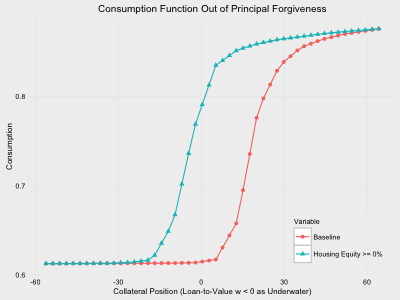 Consumption Function Out of Principal Forgiveness
Consumption
0.8
0.7
0.6
-60
-30
0
30
60
Collateral Position (Loan-to-Value w < 0 as Underwater)
Variable
Baseline
Housing Equity >= 0%